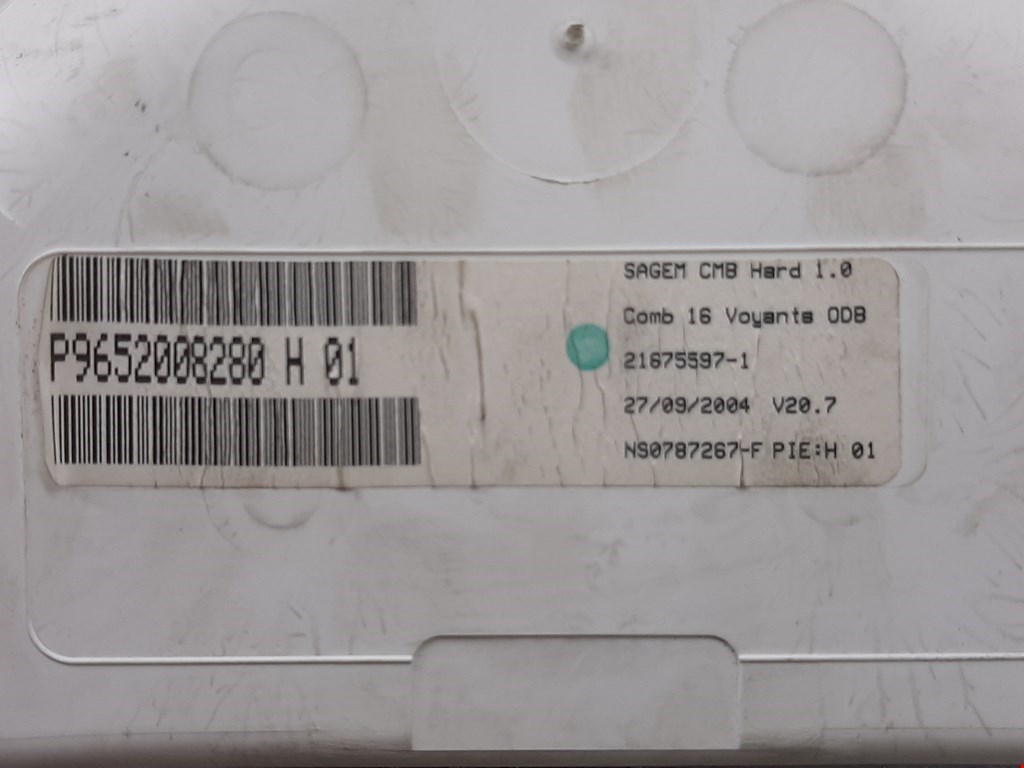 P9652008280 H 01
SAGEM CMB Hard 1.0
Comb 16 Voyants ODB
21675597-1
27/09/2004 V20.7
NS0787267-F PIE:H 01